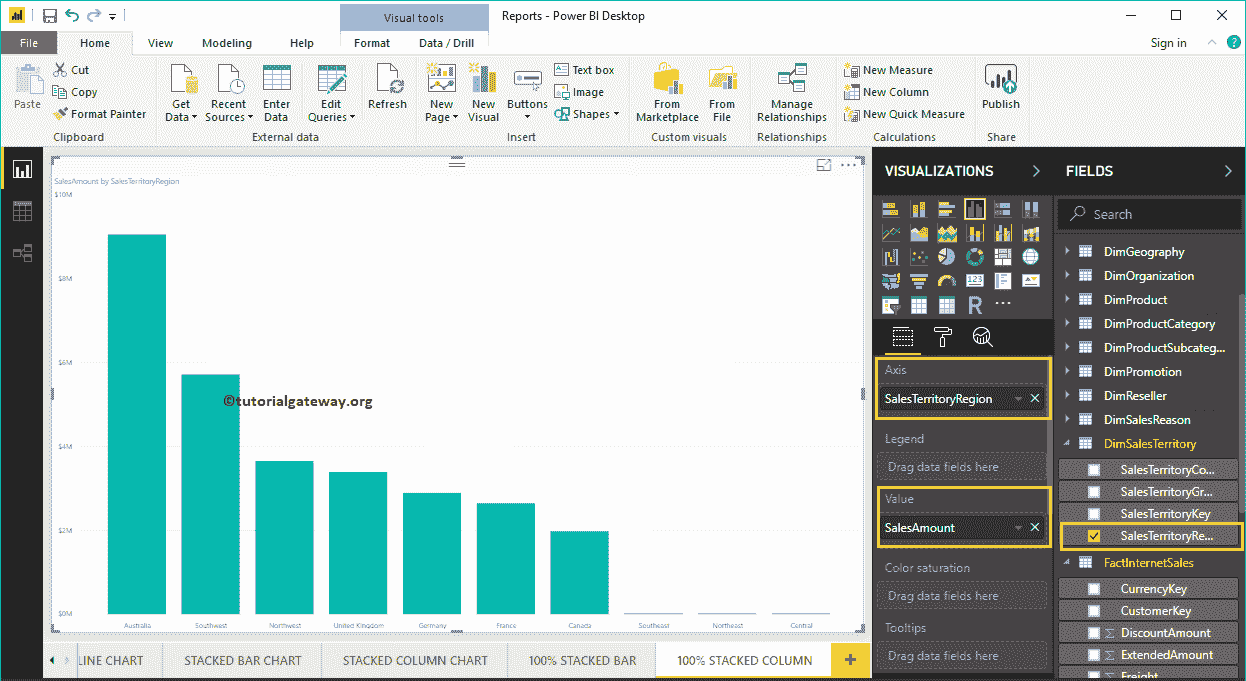 Visual tools
Reports - Power BI Desktop
File
Home
View
Modeling
Help
Format
Data / Drill
Sign in
?
Paste
Cut
Copy
Format Painter
Clipboard
Get Data
Recent Sources
Enter Data
Edit Queries
Refresh
External data
New Page
New Visual
Buttons
Text box
Image
Shapes
Insert
From Marketplace
From File
Custom visuals
Manage Relationships
Relationships
New Measure
New Column
New Quick Measure
Calculations
Publish
Share
SalesAmount by SalesTerritoryRegion
$10M
$8M
$6M
$4M
$2M
$0M
©tutorialgateway.org
Australia
Southwest
Northwest
United Kingdom
Germany
France
Canada
Southeast
Northeast
Central
LINE CHART
STACKED BAR CHART
STACKED COLUMN CHART
100% STACKED BAR
100% STACKED COLUMN
+
VISUALIZATIONS
123
R
Axis
SalesTerritoryRegion
Legend
Drag data fields here
Value
SalesAmount
Color saturation
Drag data fields here
Tooltips
Drag data fields here
FIELDS
Search
DimGeography
DimOrganization
DimProduct
DimProductCategory
DimProductSubcateg...
DimPromotion
DimReseller
DimSalesReason
DimSalesTerritory
SalesTerritoryCo...
SalesTerritoryGr...
SalesTerritoryKey
SalesTerritoryRe...
FactInternetSales
CurrencyKey
CustomerKey
Σ DiscountAmount
Σ ExtendedAmount
Σ Freight